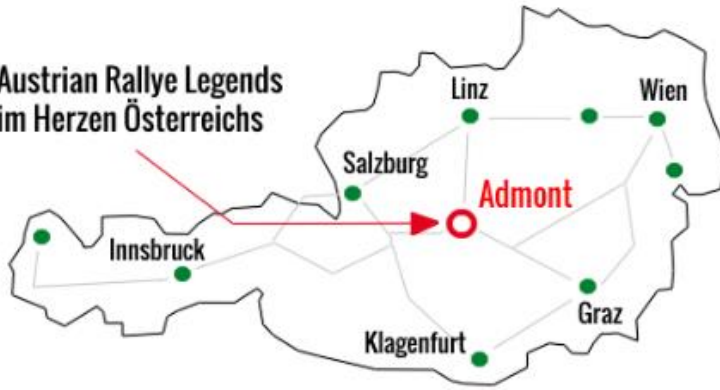 Austrian Rallye Legends
im Herzen Österreichs
Linz
Wien
Salzburg
Admont
Innsbruck
Graz
Klagenfurt